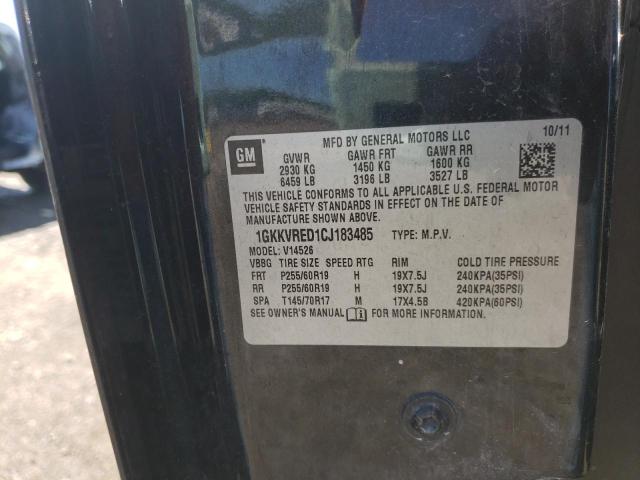 MFD BY GENERAL MOTORS LLC 10/11
GM GVWR GAWR FRT GAWR RR
2930 KG 1450 KG 1600 KG
6459 LB 3196 LB 3527 LB
THIS VEHICLE CONFORMS TO ALL APPLICABLE U.S. FEDERAL MOTOR
VEHICLE SAFETY STANDARDS IN EFFECT ON THE DATE OF
MANUFACTURE SHOWN ABOVE.
1GKKVRED1CJ183485 TYPE: M.P.V.
MODEL: V14526
VBBG TIRE SIZE SPEED RTG RIM COLD TIRE PRESSURE
FRT P255/60R19 H 19X7.5J 240KPA(35PSI)
RR P255/60R19 H 19X7.5J 240KPA(35PSI)
SPA T145/70R17 M 17X4.5B 420KPA(60PSI)
SEE OWNER'S MANUAL FOR MORE INFORMATION.